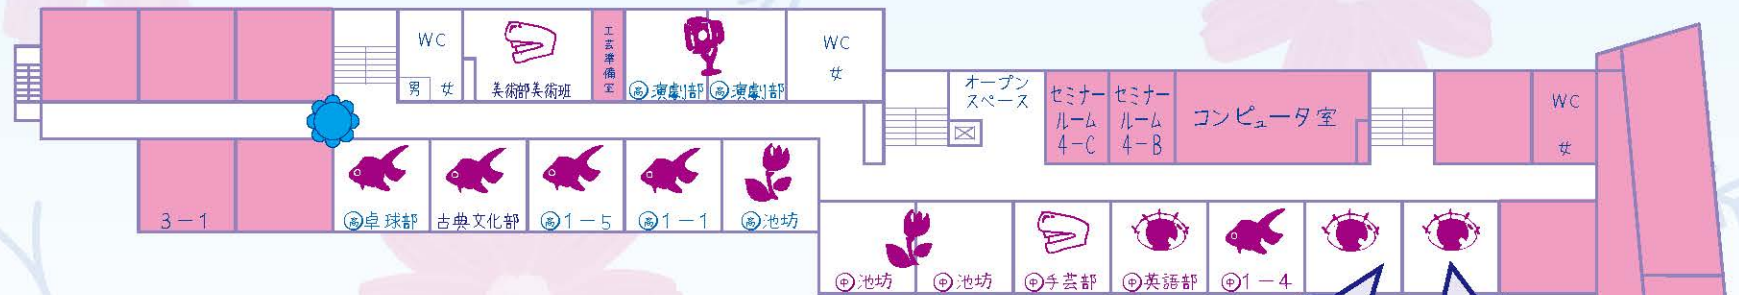 WC
男 女
美術部美術班
工芸準備室
高演劇部 高演劇部
WC
女
オープン
スペース
セミナー
ルーム
4-C
セミナー
ルーム
4-B
コンピュータ室
WC
女
3-1
高卓球部
古典文化部
高1-5
高1-1
高池坊
中池坊
中池坊
中手芸部
中英語部
中1-4